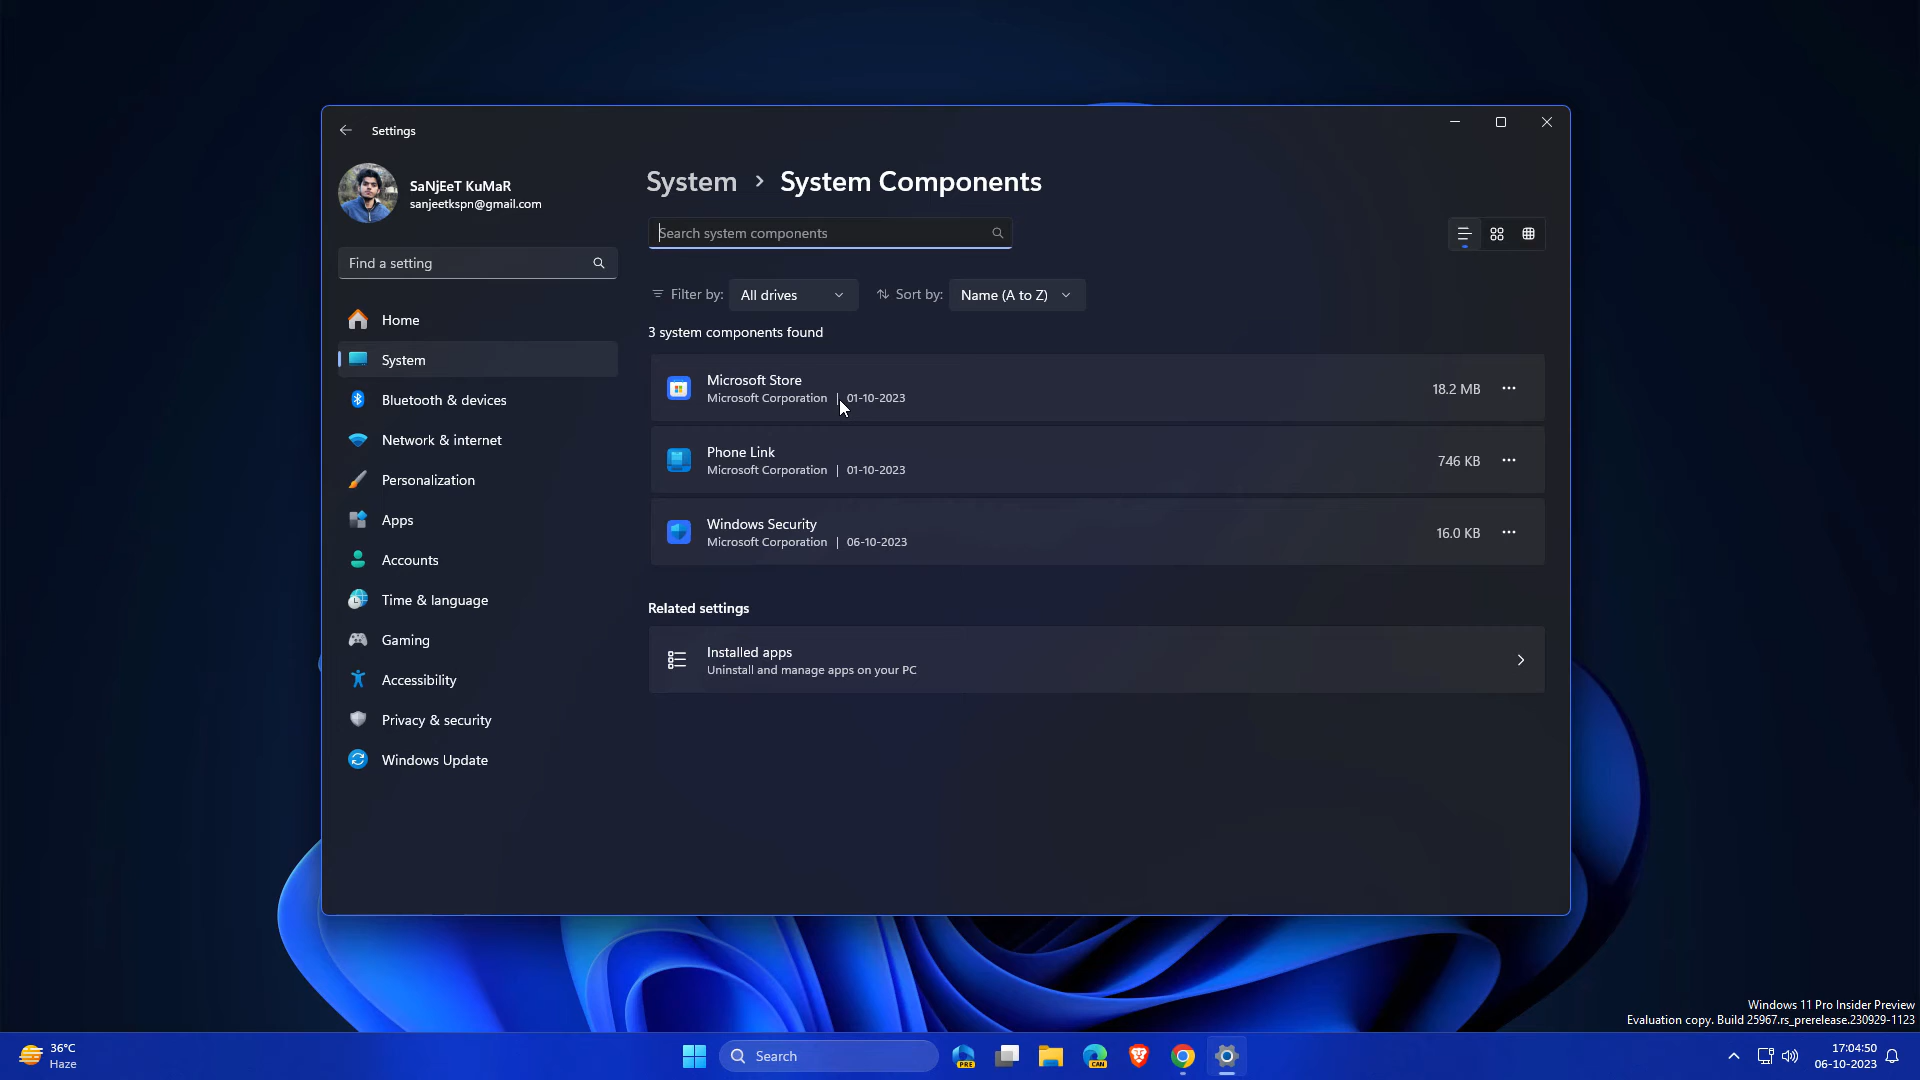 Settings
SaNjEeT KuMaR
sanjeetkspn@gmail.com
Find a setting
Home
System
Bluetooth & devices
Network & internet
Personalization
Apps
Accounts
Time & language
Gaming
Accessibility
Privacy & security
Windows Update
System > System Components
Search system components
Filter by: All drives Sort by: Name (A to Z)
3 system components found
Microsoft Store
Microsoft Corporation | 01-10-2023
18.2 MB
Phone Link
Microsoft Corporation | 01-10-2023
746 KB
Windows Security
Microsoft Corporation | 06-10-2023
16.0 KB
Related settings
Installed apps
Uninstall and manage apps on your PC
Windows 11 Pro Insider Preview
Evaluation copy. Build 25967.rs_prerelease.230929-1123
36°C
Haze
Search
PRE
CAN
17:04:50
06-10-2023